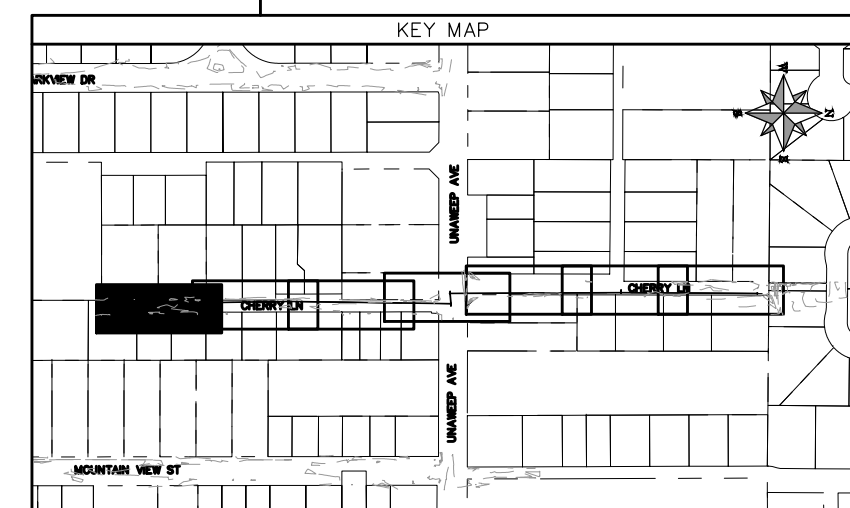 KEY MAP
RKVIEW DR
UNAWEEP AVE
N
CHERRY LN
CHERRY LN
UNAWEEP AVE
MOUNTAIN VIEW ST